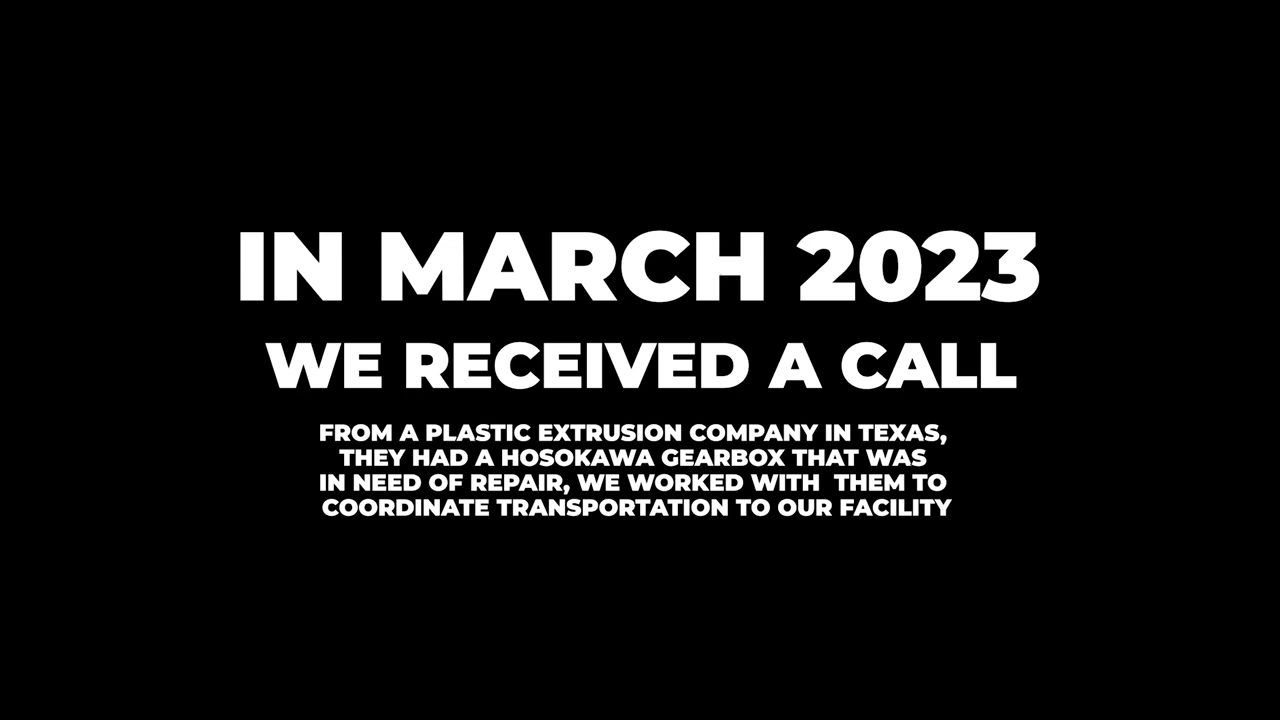 IN MARCH 2023
WE RECEIVED A CALL
FROM A PLASTIC EXTRUSION COMPANY IN TEXAS,
THEY HAD A HOSOKAWA GEARBOX THAT WAS
IN NEED OF REPAIR, WE WORKED WITH  THEM TO
COORDINATE TRANSPORTATION TO OUR FACILITY